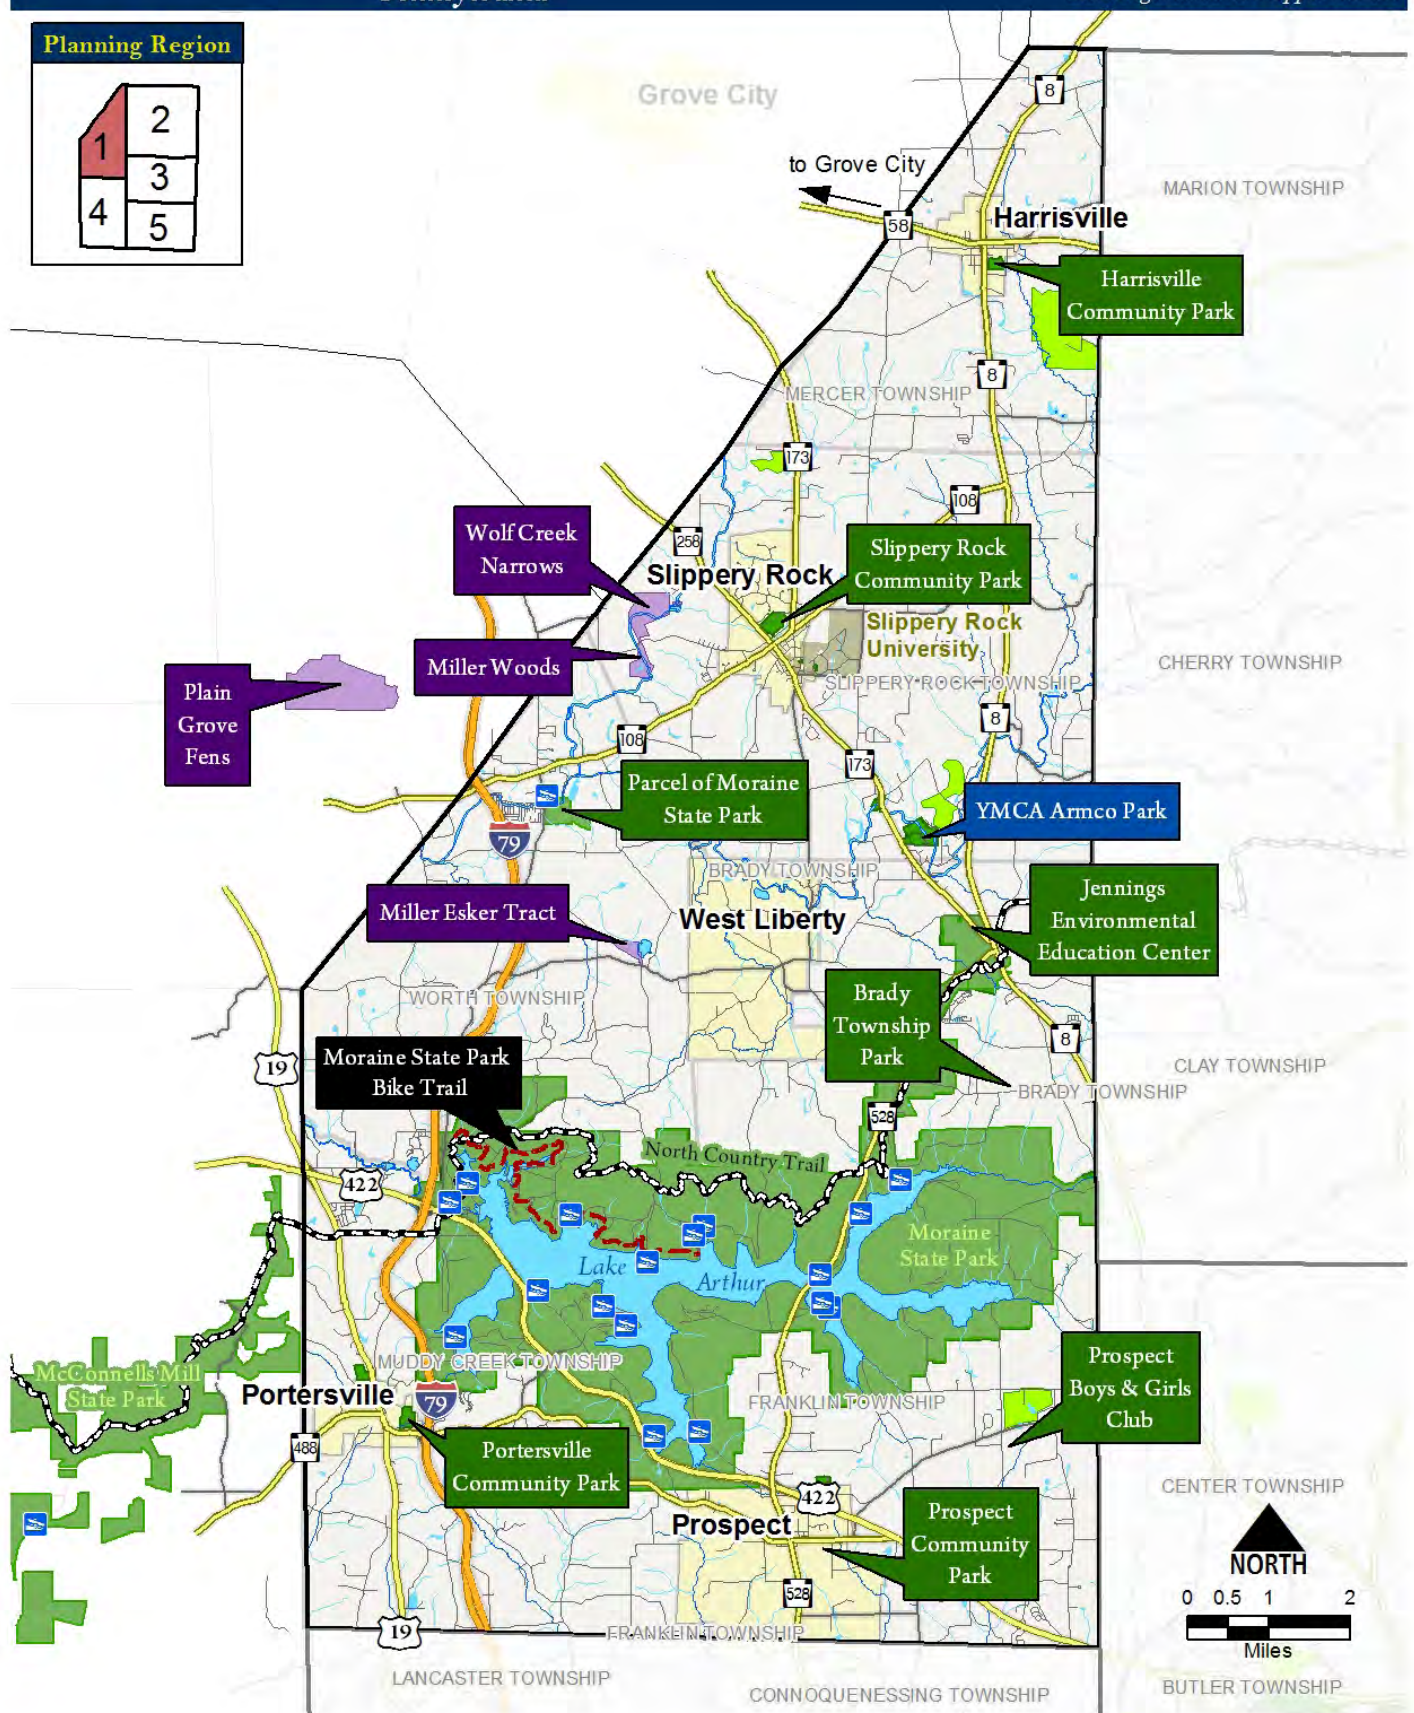 Planning Region
1
2
3
4
5
Grove City
to Grove City
8
MARION TOWNSHIP
58
Harrisville
Harrisville
Community Park
8
MERCER TOWNSHIP
173
108
Wolf Creek
Narrows
258
Slippery Rock
Slippery Rock
Community Park
Slippery Rock
University
Miller Woods
CHERRY TOWNSHIP
SLIPPERY ROCK TOWNSHIP
Plain
Grove
Fens
8
108
173
Parcel of Moraine
State Park
YMCA Armco Park
79
BRADY TOWNSHIP
Miller Esker Tract
West Liberty
Jennings
Environmental
Education Center
WORTH TOWNSHIP
Brady
Township
Park
8
Moraine State Park
Bike Trail
19
CLAY TOWNSHIP
BRADY TOWNSHIP
528
North Country Trail
422
Moraine
State Park
Lake
Arthur
MUDDY CREEK TOWNSHIP
McConnells Mill
State Park
Portersville
79
FRANKLIN TOWNSHIP
Prospect
Boys & Girls
Club
488
Portersville
Community Park
CENTER TOWNSHIP
422
Prospect
Prospect
Community
Park
NORTH
528
0 0.5 1 2
Miles
19
FRANKLIN TOWNSHIP
LANCASTER TOWNSHIP
CONNOQUENESSING TOWNSHIP
BUTLER TOWNSHIP